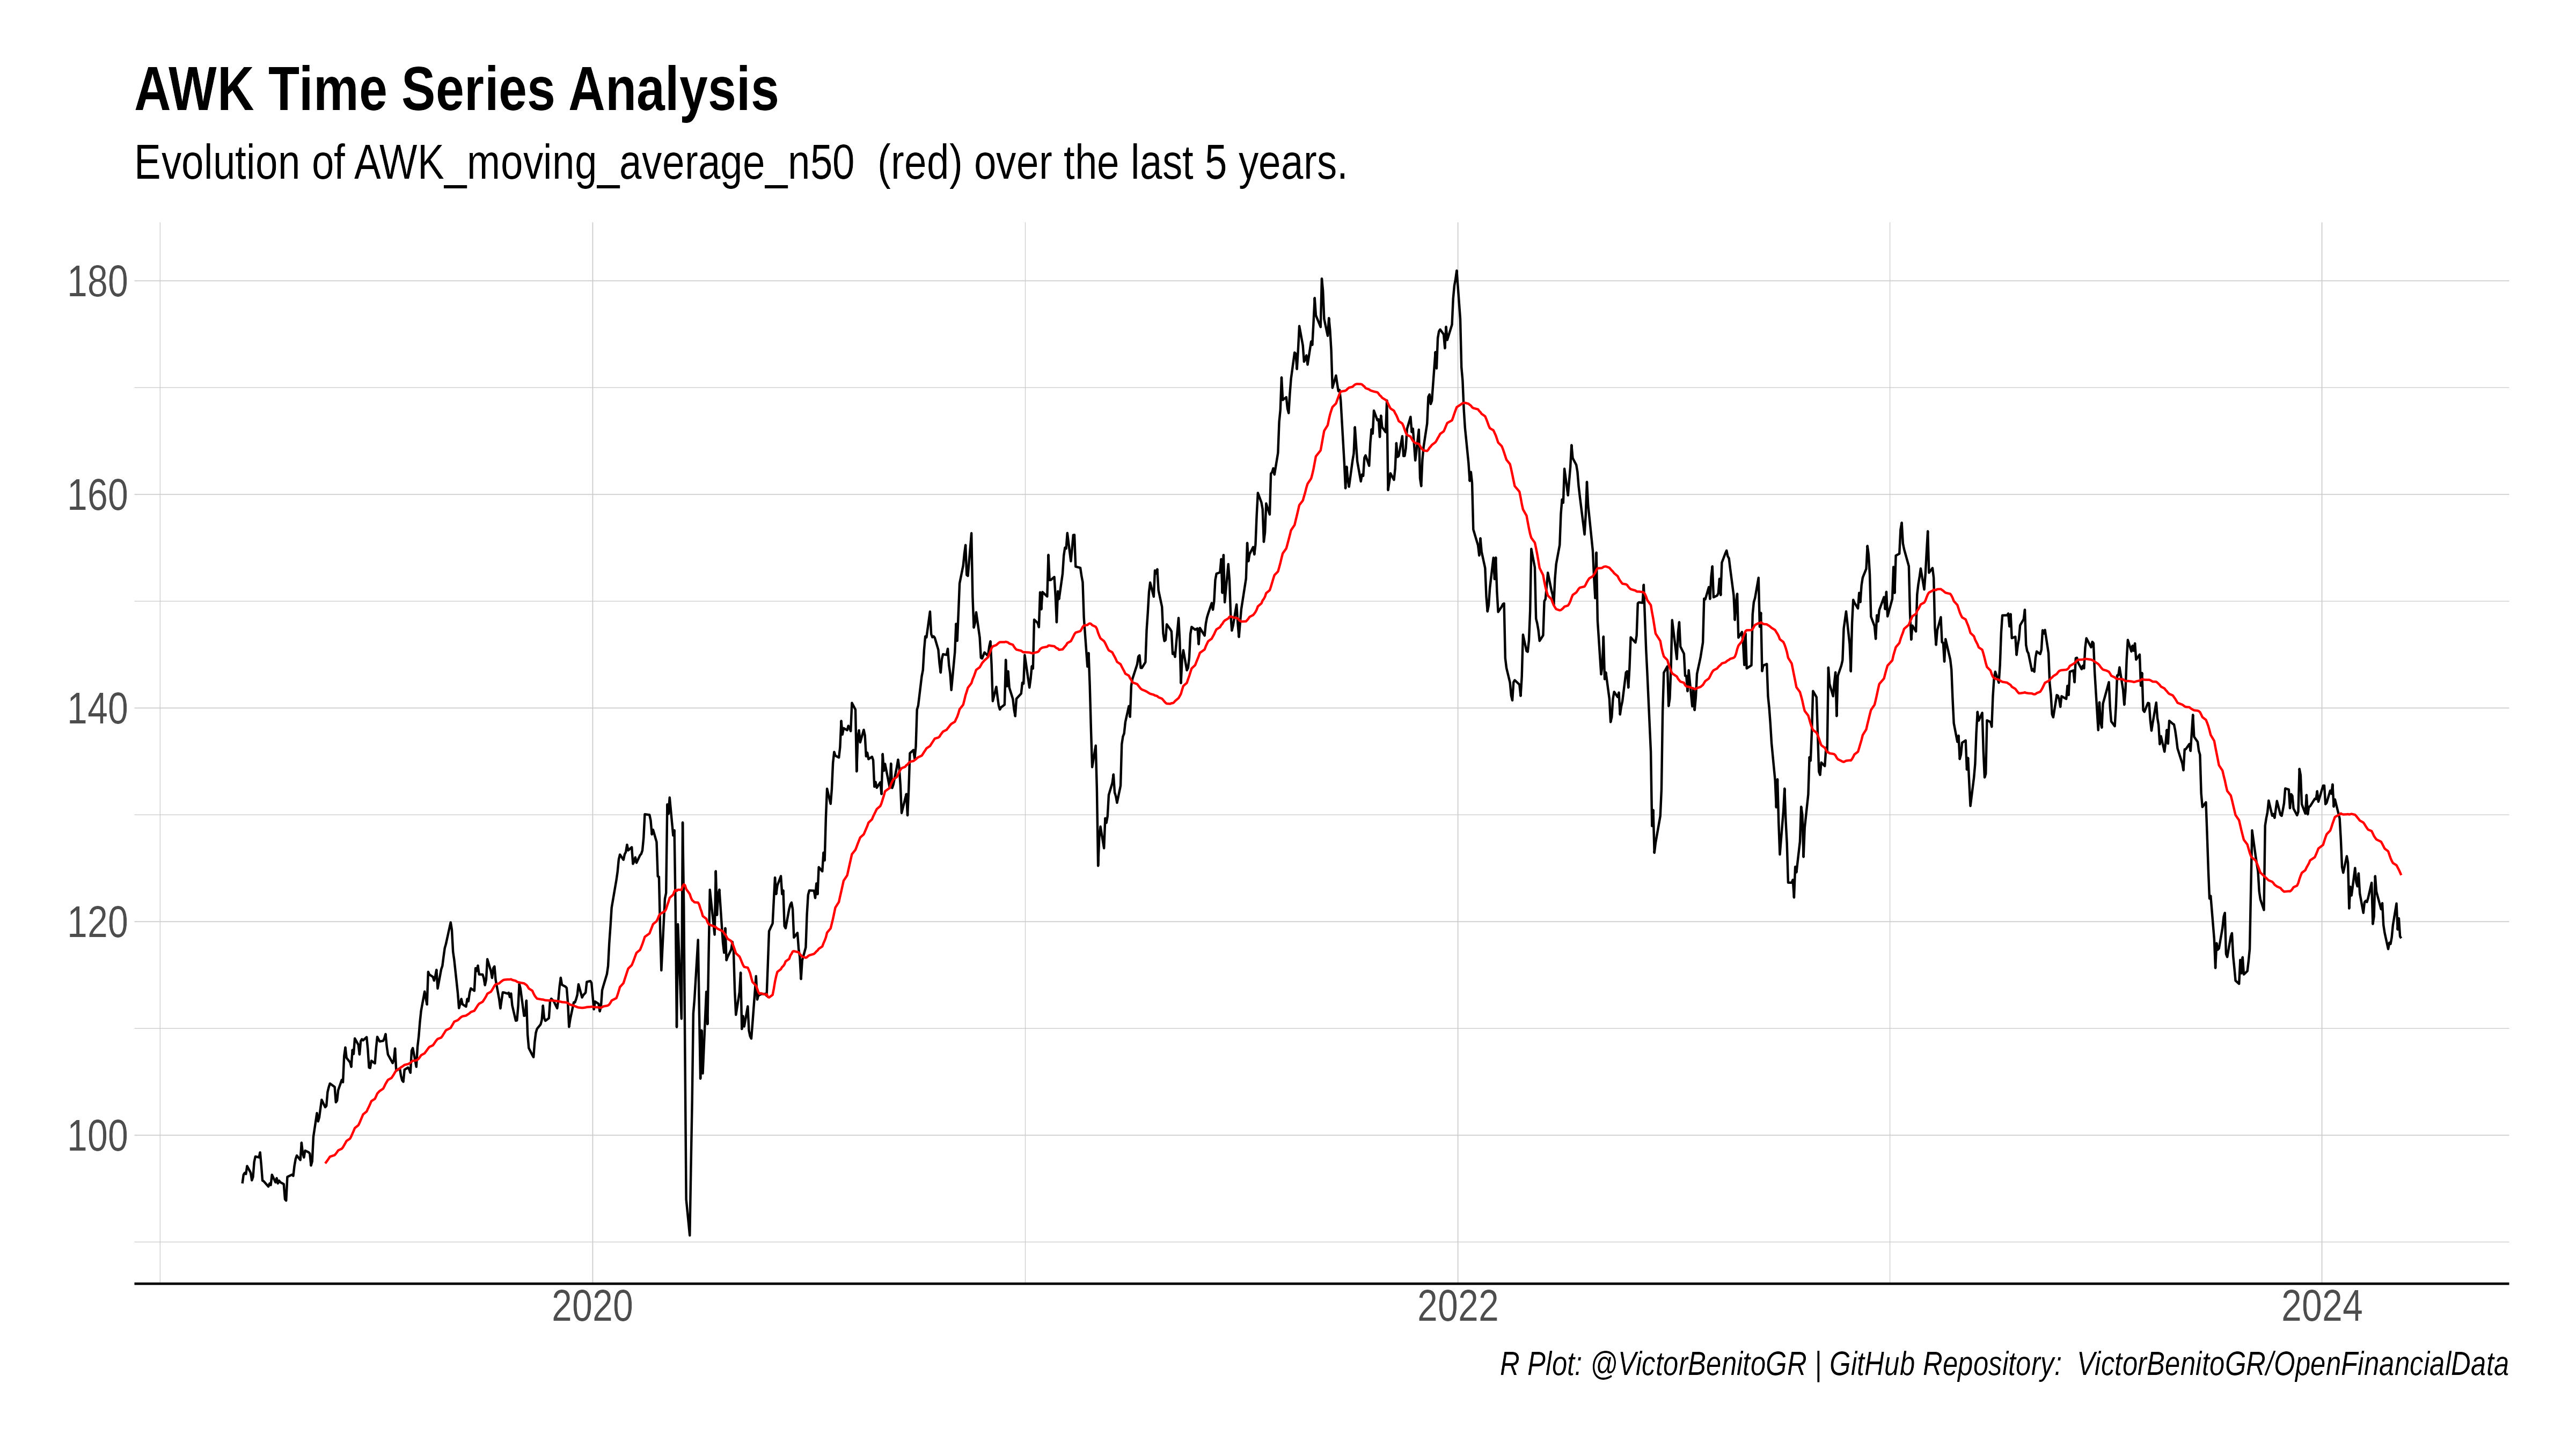 AWK Time Series Analysis
Evolution of AWK_moving_average_n50  (red) over the last 5 years.
180
160
140
120
100
2020 2022 2024
R Plot: @VictorBenitoGR | GitHub Repository:  VictorBenitoGR/OpenFinancialData